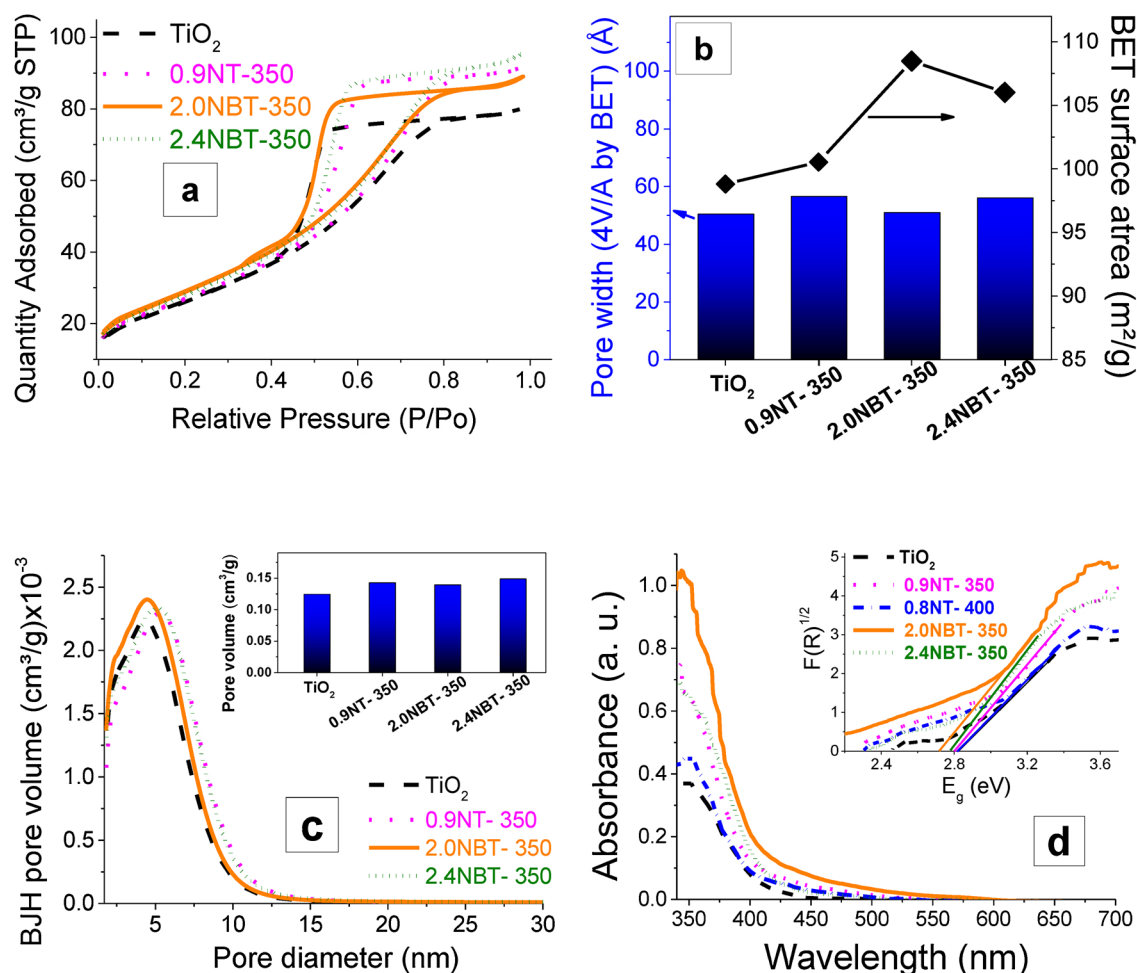 Quantity Adsorbed (cm³/g STP)
100
80
60
40
20
TiO₂
0.9NT-350
2.0NBT-350
2.4NBT-350
a
0.0
0.2
0.4
0.6
0.8
1.0
Relative Pressure (P/Po)
Pore width (4V/A by BET) (Å)
100
90
80
70
60
50
40
30
20
10
0
b
110
105
100
95
90
85
BET surface atrea (m²/g)
TiO₂
0.9NT- 350
2.0NBT- 350
2.4NBT- 350
BJH pore volume (cm³/g)x10⁻³
2.5
2.0
1.5
1.0
0.5
0.0
Pore volume (cm³/g)
0.15
0.10
0.05
0.00
TiO₂
0.9NT- 350
2.0NBT- 350
2.4NBT- 350
c
TiO₂
0.9NT- 350
2.0NBT- 350
2.4NBT- 350
5
10
15
20
25
30
Pore diameter (nm)
Absorbance (a. u.)
1.0
0.8
0.6
0.4
0.2
0.0
F(R)¹/²
5
4
3
2
1
0
TiO₂
0.9NT- 350
0.8NT- 400
2.0NBT- 350
2.4NBT- 350
2.4
2.8
3.2
3.6
E_g (eV)
d
350
400
450
500
550
600
650
700
Wavelength (nm)